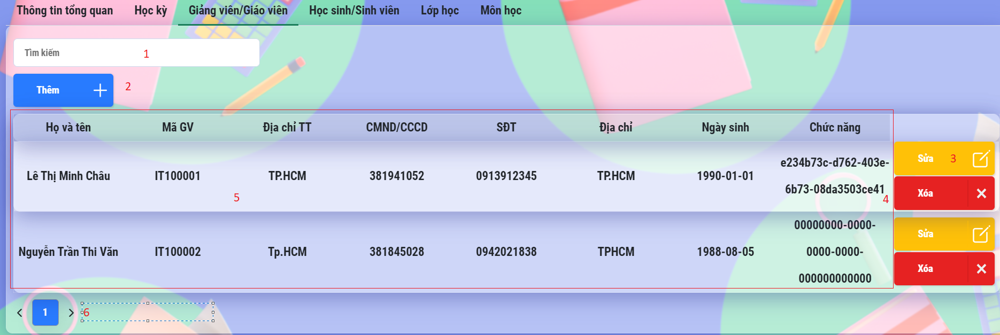 Thông tin tổng quan Học kỳ Giảng viên/Giáo viên Học sinh/Sinh viên Lớp học Môn học
Tìm kiếm 1
Thêm 2
Họ và tên Mã GV Địa chỉ TT CMND/CCCD SĐT Địa chỉ Ngày sinh Chức năng
Lê Thị Minh Châu IT100001 TP.HCM 381941052 0913912345 TP.HCM 1990-01-01 e234b73c-d762-403e-
6b73-08da3503ce41
Sửa 3
Xóa
4
5
Nguyễn Trần Thi Văn IT100002 Tp.HCM 381845028 0942021838 TPHCM 1988-08-05 00000000-0000-
0000-0000-
000000000000
Sửa
Xóa
1 6